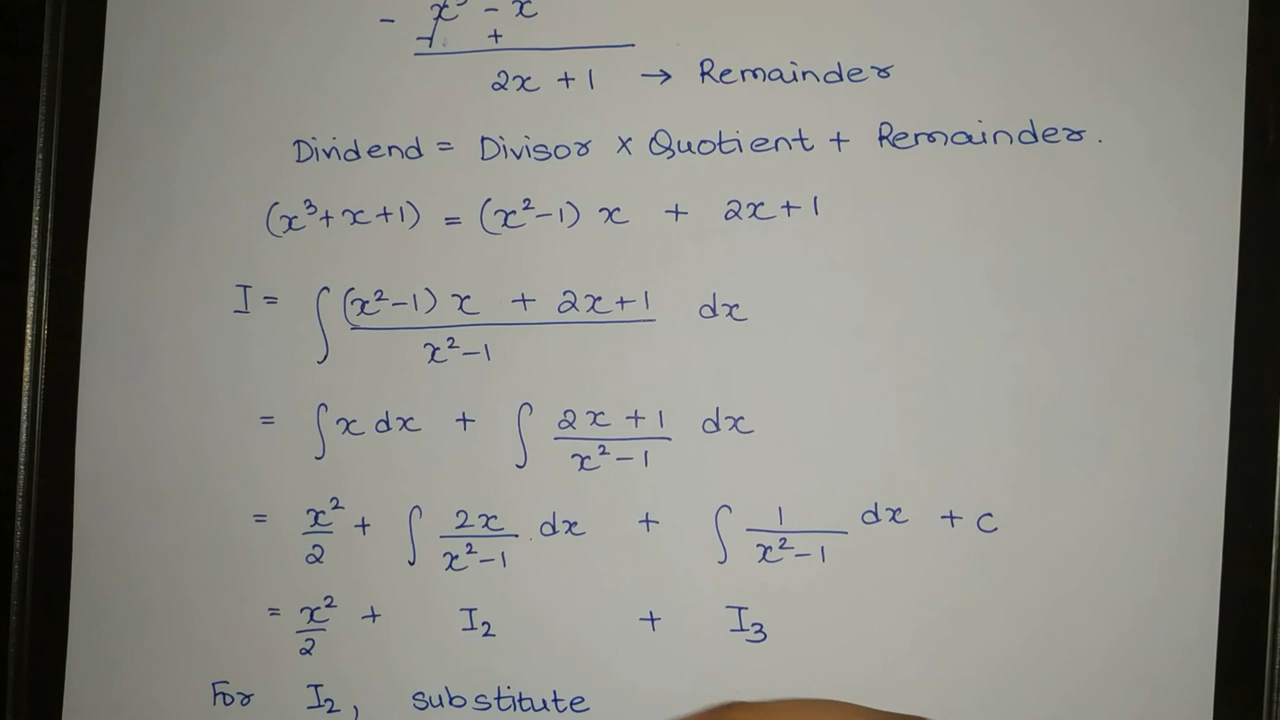 - x³ - x
- +
2x + 1 → Remainder
Dividend = Divisor × Quotient + Remainder.
(x³+x+1) = (x²-1) x + 2x+1
I = ∫ (x²-1) x + 2x+1 / x²-1 dx
= ∫ x dx + ∫ 2x+1 / x²-1 dx
= x²/2 + ∫ 2x / x²-1 . dx + ∫ 1 / x²-1 dx + c
= x²/2 + I₂ + I₃
For I₂, substitute